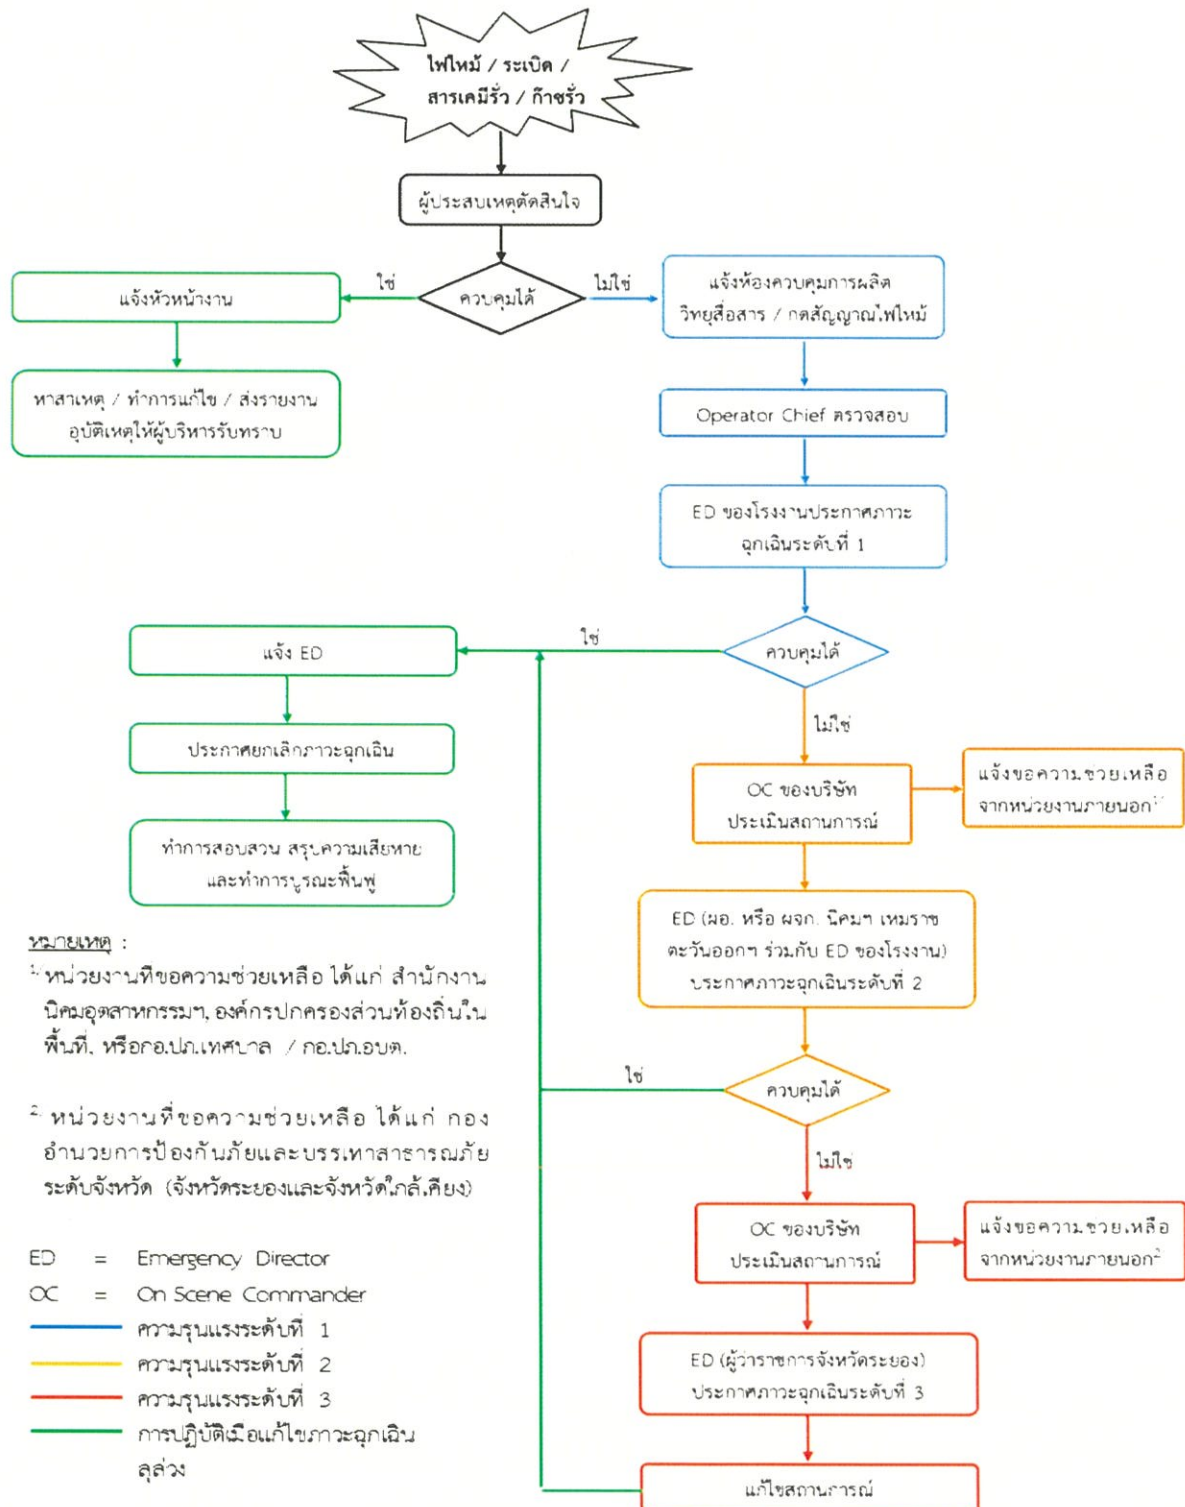 ไฟไหม้ / ระเบิด /
สารเคมีรั่ว / ก๊าซรั่ว
ผู้ประสบเหตุตัดสินใจ
ควบคุมได้
ใช่
ไม่ใช่
แจ้งหัวหน้างาน
หาสาเหตุ / ทำการแก้ไข / ส่งรายงาน
อุบัติเหตุให้ผู้บริหารรับทราบ
แจ้งห้องควบคุมการผลิต
วิทยุสื่อสาร / กดสัญญาณไฟไหม้
Operator Chief ตรวจสอบ
ED ของโรงงานประกาศภาวะ
ฉุกเฉินระดับที่ 1
ควบคุมได้
ใช่
ไม่ใช่
แจ้ง ED
ประกาศยกเลิกภาวะฉุกเฉิน
ทำการสอบสวน สรุปความเสียหาย
และทำการบูรณะฟื้นฟู
OC ของบริษัท
ประเมินสถานการณ์
แจ้งขอความช่วยเหลือ
จากหน่วยงานภายนอก1/
ED (ผอ. หรือ ผจก. นิคมฯ เหมราช
ตะวันออกฯ ร่วมกับ ED ของโรงงาน)
ประกาศภาวะฉุกเฉินระดับที่ 2
ควบคุมได้
ใช่
ไม่ใช่
OC ของบริษัท
ประเมินสถานการณ์
แจ้งขอความช่วยเหลือ
จากหน่วยงานภายนอก2/
ED (ผู้ว่าราชการจังหวัดระยอง)
ประกาศภาวะฉุกเฉินระดับที่ 3
แก้ไขสถานการณ์
หมายเหตุ :
1/ หน่วยงานที่ขอความช่วยเหลือ ได้แก่ สำนักงาน
นิคมอุตสาหกรรมฯ, องค์กรปกครองส่วนท้องถิ่นใน
พื้นที่, หรือกอ.ปภ.เทศบาล / กอ.ปภ.อบต.
2/ หน่วยงานที่ขอความช่วยเหลือ ได้แก่ กอง
อำนวยการป้องกันภัยและบรรเทาสาธารณภัย
ระดับจังหวัด (จังหวัดระยองและจังหวัดใกล้เคียง)
ED = Emergency Director
OC = On Scene Commander
ความรุนแรงระดับที่ 1
ความรุนแรงระดับที่ 2
ความรุนแรงระดับที่ 3
การปฏิบัติเมื่อแก้ไขภาวะฉุกเฉิน
ลุล่วง